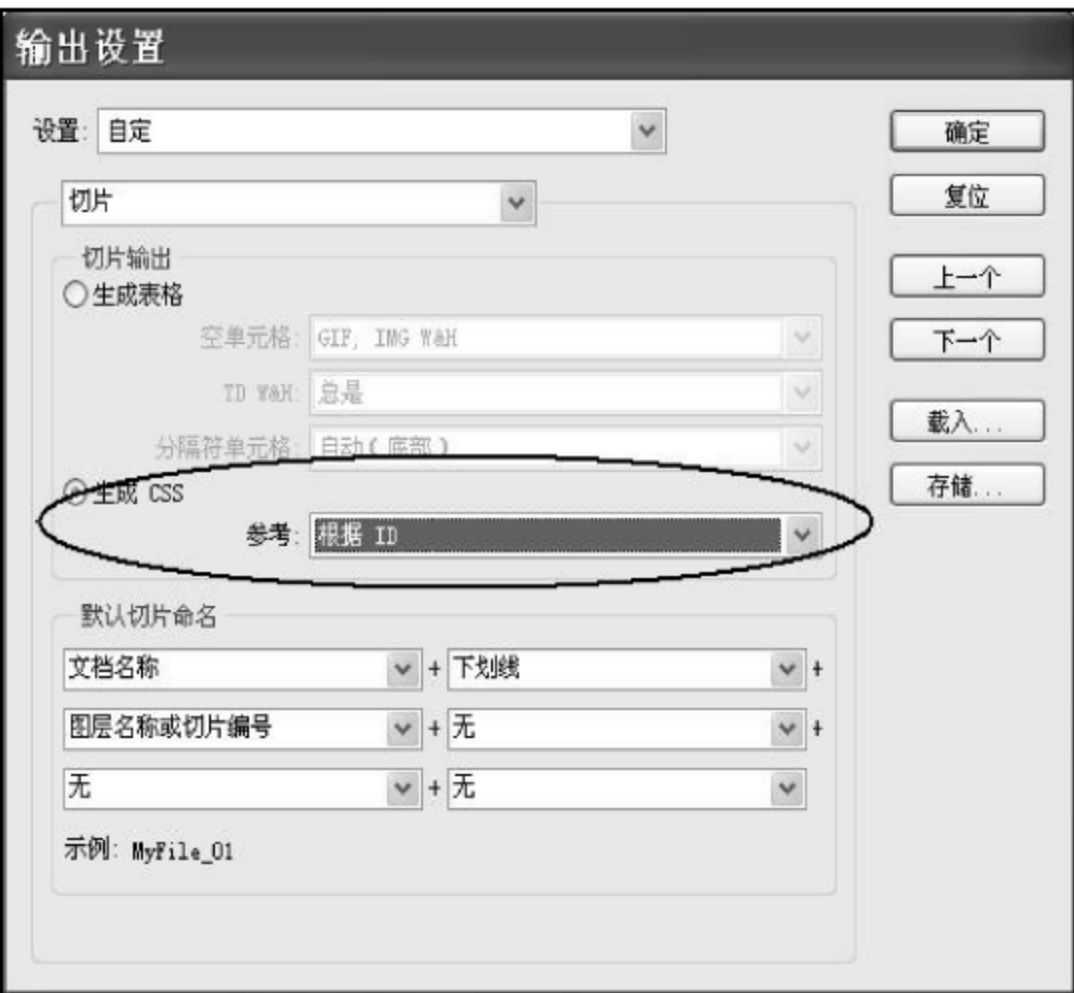 输出设置
设置: 自定
确定
切片
复位
切片输出
生成表格
上一个
空单元格: GIF, IMG W&H
下一个
TD W&H: 总是
载入...
分隔符单元格: 自动(底部)
生成 CSS
存储...
参考: 根据 ID
默认切片命名
文档名称 + 下划线 +
图层名称或切片编号 + 无 +
无 + 无
示例: MyFile_01